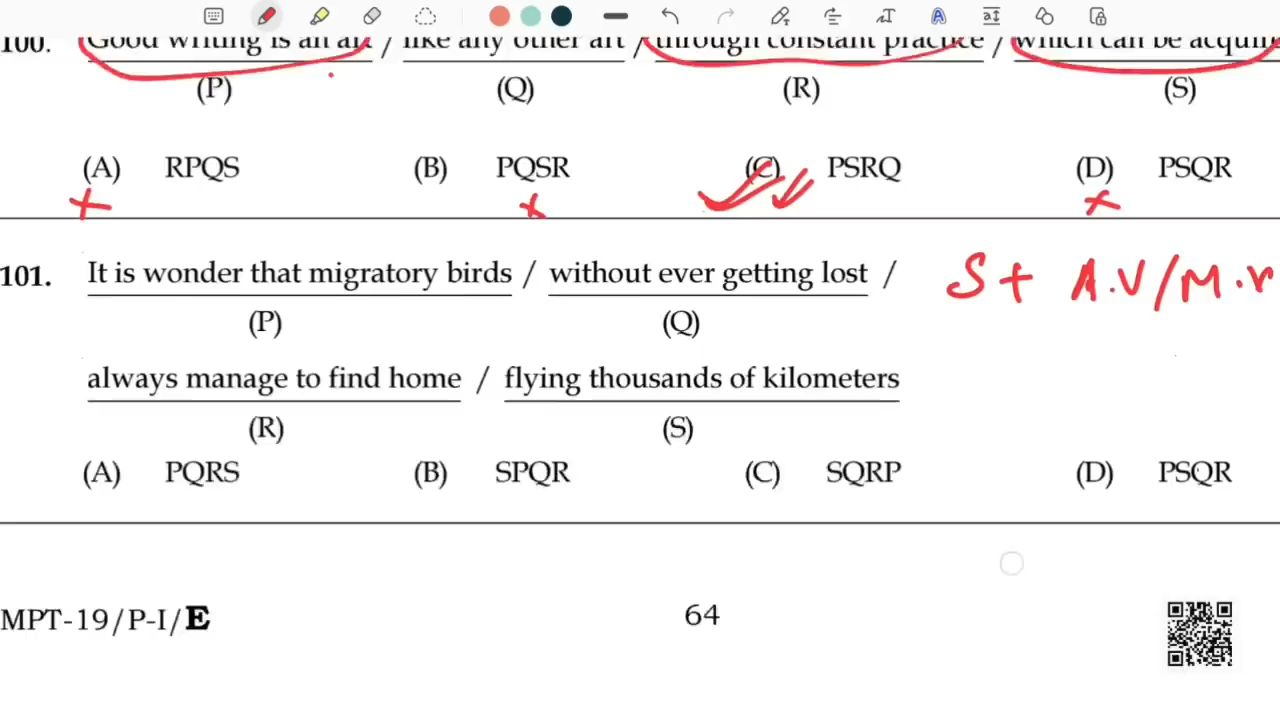 100. Good writing is an art / like any other art / through constant practice / which can be
(P) (Q) (R) (S)
(A) RPQS (B) PQSR (C) PSRQ (D) PSQR
101. It is wonder that migratory birds / without ever getting lost / S + A.V/M.V
(P) (Q)
always manage to find home / flying thousands of kilometers
(R) (S)
(A) PQRS (B) SPQR (C) SQRP (D) PSQR
MPT-19/P-I/E 64